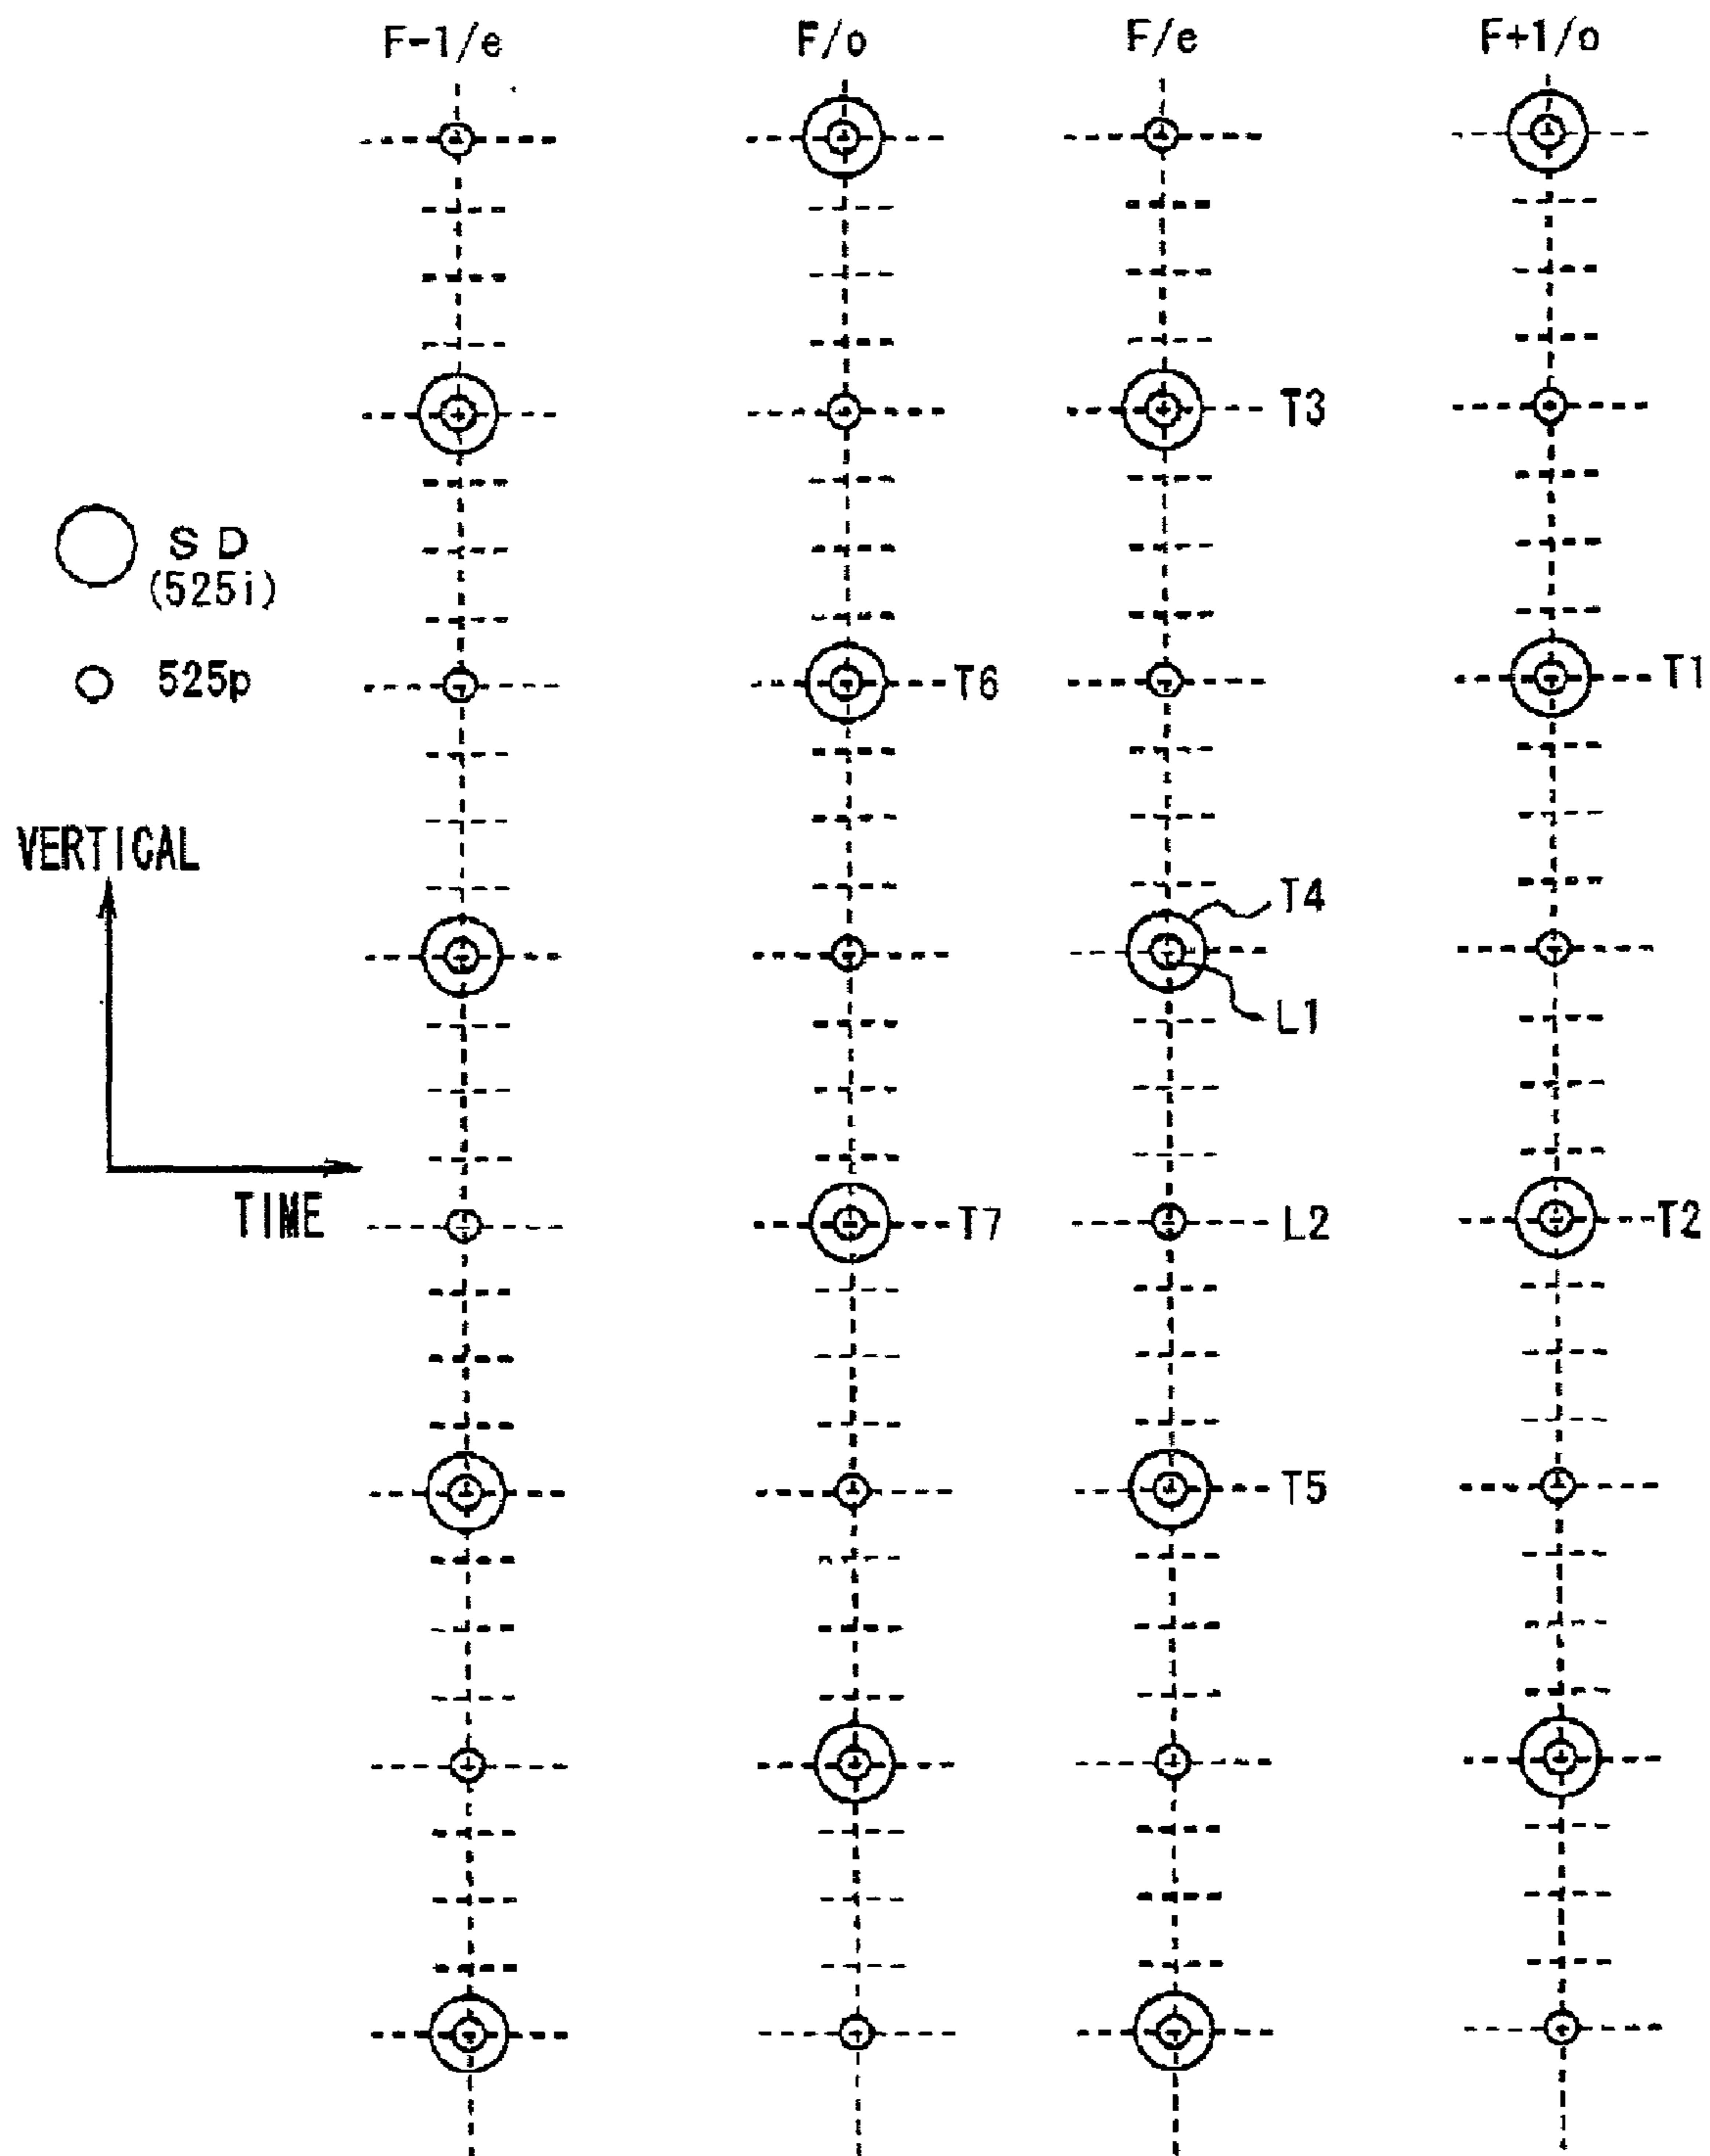 F-1/e F/o F/e F+1/o
T3
S D
(525i)
525p
T6 T1
VERTICAL
T4
L1
TIME
T7 L2 T2
T5